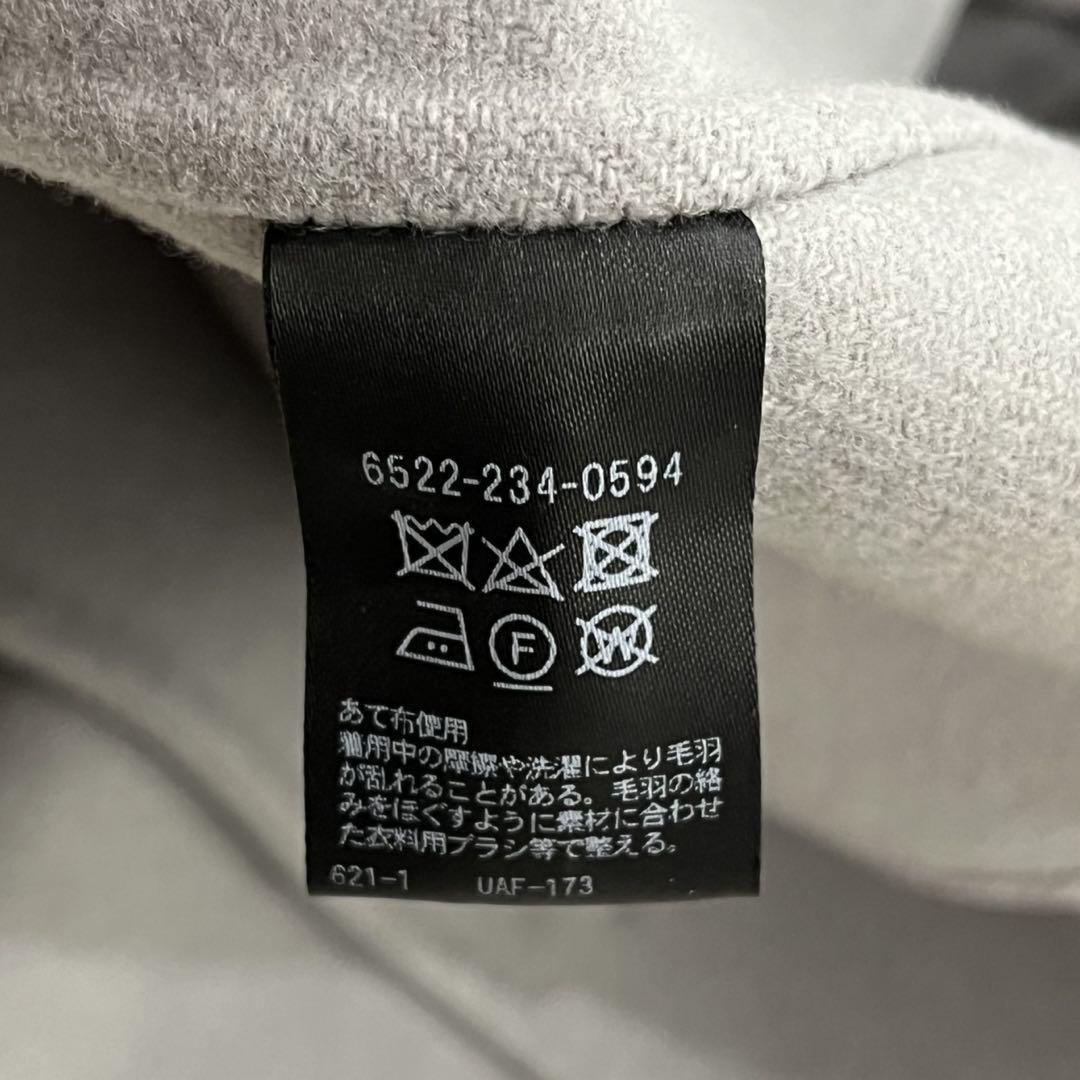 6522-234-0594
F
W
あて布使用
着用中の摩擦や洗濯により毛羽
が乱れることがある。毛羽の絡
みをほぐすように素材に合わせ
た衣料用ブラシ等で整える。
621-1 UAF-173